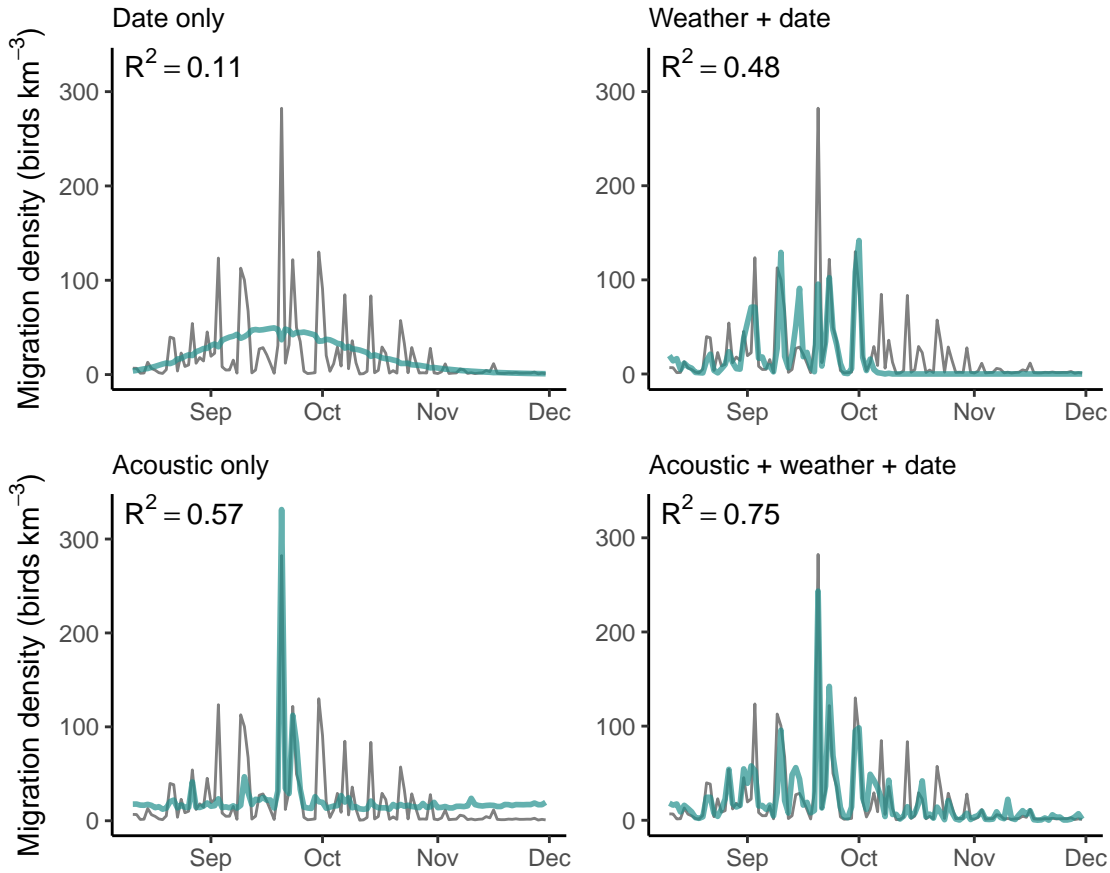 Date only
Weather + date
R² = 0.11
R² = 0.48
Migration density (birds km⁻³)
300
200
100
0
300
200
100
0
Sep Oct Nov Dec
Sep Oct Nov Dec
Acoustic only
Acoustic + weather + date
R² = 0.57
R² = 0.75
Migration density (birds km⁻³)
300
200
100
0
300
200
100
0
Sep Oct Nov Dec
Sep Oct Nov Dec